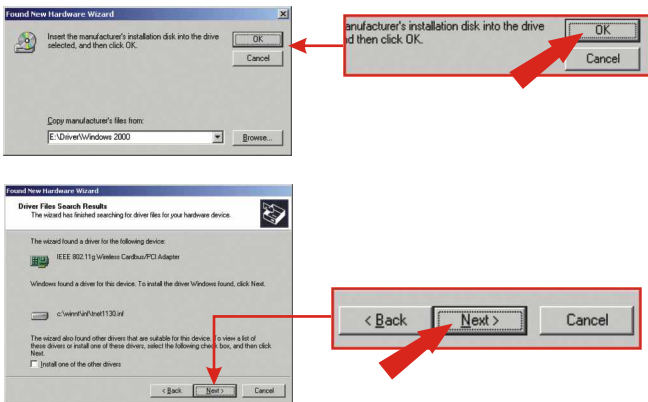 Found New Hardware Wizard
Insert the manufacturer's installation disk into the drive
selected, and then click OK.
OK
Cancel
Copy manufacturer's files from:
E:\Driver\Windows 2000
Browse...
anufacturer's installation disk into the drive
d then click OK.
OK
Cancel
Found New Hardware Wizard
Driver Files Search Results
The wizard has finished searching for driver files for your hardware device.
The wizard found a driver for the following device:
IEEE 802.11g Wireless Cardbus/PCI Adapter
Windows found a driver for this device. To install the driver Windows found, click Next.
c:\winnt\inf\tnet1130.inf
The wizard also found other drivers that are suitable for this device. To view a list of
these drivers or install one of these drivers, select the following check box, and then click
Next.
Install one of the other drivers
< Back
Next >
Cancel
< Back
Next >
Cancel